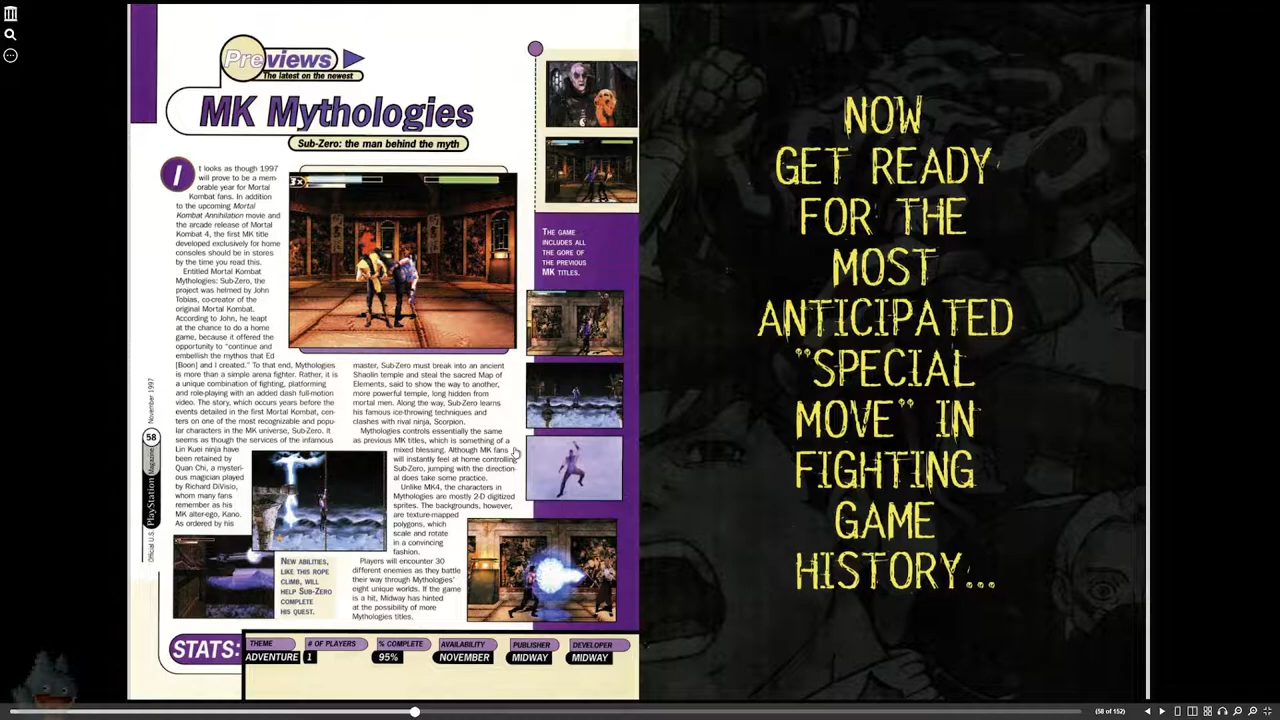 Previews
The latest on the newest
MK Mythologies
Sub-Zero: the man behind the myth
It looks as though 1997
will prove to be a mem-
orable year for Mortal
Kombat fans. In addition
to the upcoming Mortal
Kombat Annihilation movie and
the arcade release of Mortal
Kombat 4, the first MK title
developed exclusively for home
consoles should be in stores
by the time you read this.
Entitled Mortal Kombat
Mythologies: Sub-Zero, the
project was helmed by John
Tobias, co-creator of the
original Mortal Kombat.
According to John, he leapt
at the chance to do a home
game, because it offered the
opportunity to "continue and
embellish the mythos that Ed
[Boon] and I created." To that end, Mythologies
is more than a simple arena fighter. Rather, it is
a unique combination of fighting, platforming
and role-playing with an added dash full-motion
video. The story, which occurs years before the
events detailed in the first Mortal Kombat, cen-
ters on one of the most recognizable and popu-
lar characters in the MK universe, Sub-Zero. It
seems as though the services of the infamous
Lin Kuei ninja have
been retained by
Quan Chi, a mysteri-
ous magician played
by Richard DiVisio,
whom many fans
remember as his
MK alter-ego, Kano.
As ordered by his
master, Sub-Zero must break into an ancient
Shaolin temple and steal the sacred Map of
Elements, said to show the way to another,
more powerful temple, long hidden from
mortal men. Along the way, Sub-Zero learns
his famous ice-throwing techniques and
clashes with rival ninja, Scorpion.
Mythologies controls essentially the same
as previous MK titles, which is something of a
mixed blessing. Although MK fans
will instantly feel at home controlling
Sub-Zero, jumping with the direction-
al does take some practice.
Unlike MK4, the characters in
Mythologies are mostly 2-D digitized
sprites. The backgrounds, however,
are texture-mapped
polygons, which
scale and rotate
in a convincing
fashion.
Players will encounter 30
different enemies as they battle
their way through Mythologies'
eight unique worlds. If the game
is a hit, Midway has hinted
at the possibility of more
Mythologies titles.
THE GAME
INCLUDES ALL
THE GORE OF
THE PREVIOUS
MK TITLES.
NEW ABILITIES,
LIKE THIS ROPE
CLIMB, WILL
HELP SUB-ZERO
COMPLETE
HIS QUEST.
November 1997
58
Official U.S. PlayStation Magazine
STATS:
THEME # OF PLAYERS % COMPLETE AVAILABILITY PUBLISHER DEVELOPER
ADVENTURE 1 95% NOVEMBER MIDWAY MIDWAY
NOW
GET READY
FOR THE
MOST
ANTICIPATED
"SPECIAL
MOVE" IN
FIGHTING
GAME
HISTORY...
(58 of 152)